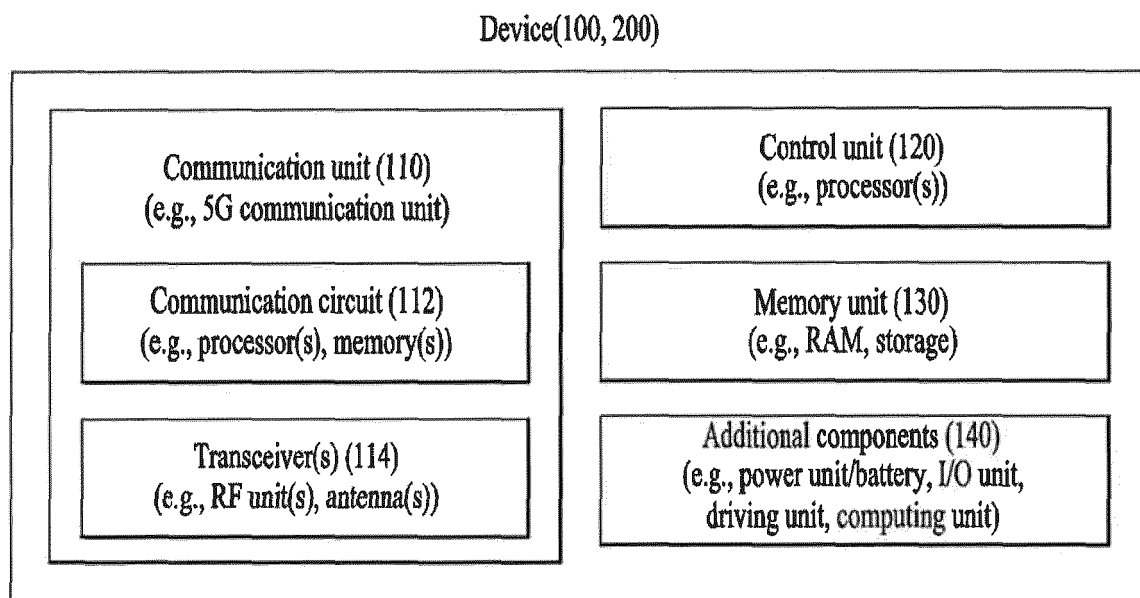 Device(100, 200)
Communication unit (110)
(e.g., 5G communication unit)
Communication circuit (112)
(e.g., processor(s), memory(s))
Transceiver(s) (114)
(e.g., RF unit(s), antenna(s))
Control unit (120)
(e.g., processor(s))
Memory unit (130)
(e.g., RAM, storage)
Additional components (140)
(e.g., power unit/battery, I/O unit,
driving unit, computing unit)